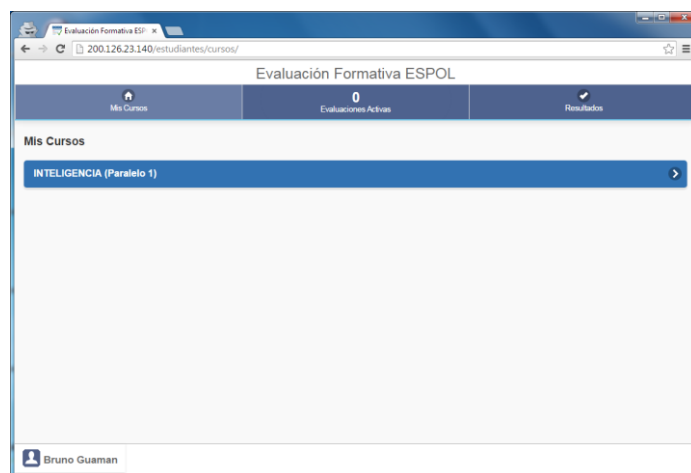 Evaluación Formativa ESP
200.126.23.140/estudiantes/cursos/
Evaluación Formativa ESPOL
Mis Cursos
0
Evaluaciones Activas
Resultados
Mis Cursos
INTELIGENCIA (Paralelo 1)
Bruno Guaman